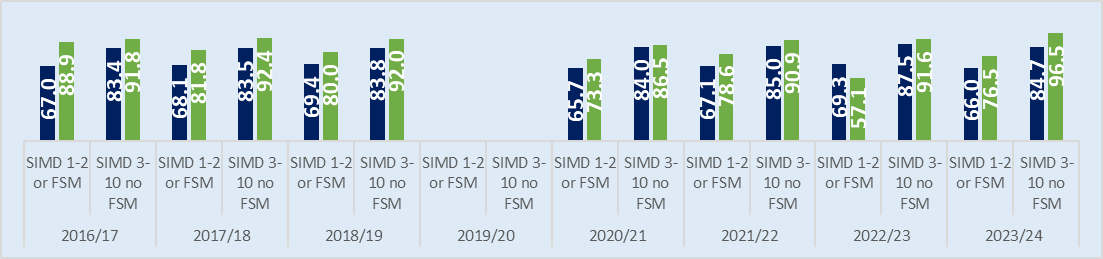 67.0 88.9 83.4 91.8 68.1 81.8 83.5 92.4 69.4 80.0 83.8 92.0 65.7 73.3 84.0 86.5 67.1 78.6 85.0 90.9 69.3 57.1 87.5 91.6 66.0 76.5 84.7 96.5
SIMD 1-2 SIMD 3- SIMD 1-2 SIMD 3- SIMD 1-2 SIMD 3- SIMD 1-2 SIMD 3- SIMD 1-2 SIMD 3- SIMD 1-2 SIMD 3- SIMD 1-2 SIMD 3- SIMD 1-2 SIMD 3-
or FSM 10 no or FSM 10 no or FSM 10 no or FSM 10 no or FSM 10 no or FSM 10 no or FSM 10 no or FSM 10 no
FSM FSM FSM FSM FSM FSM FSM FSM
2016/17 2017/18 2018/19 2019/20 2020/21 2021/22 2022/23 2023/24